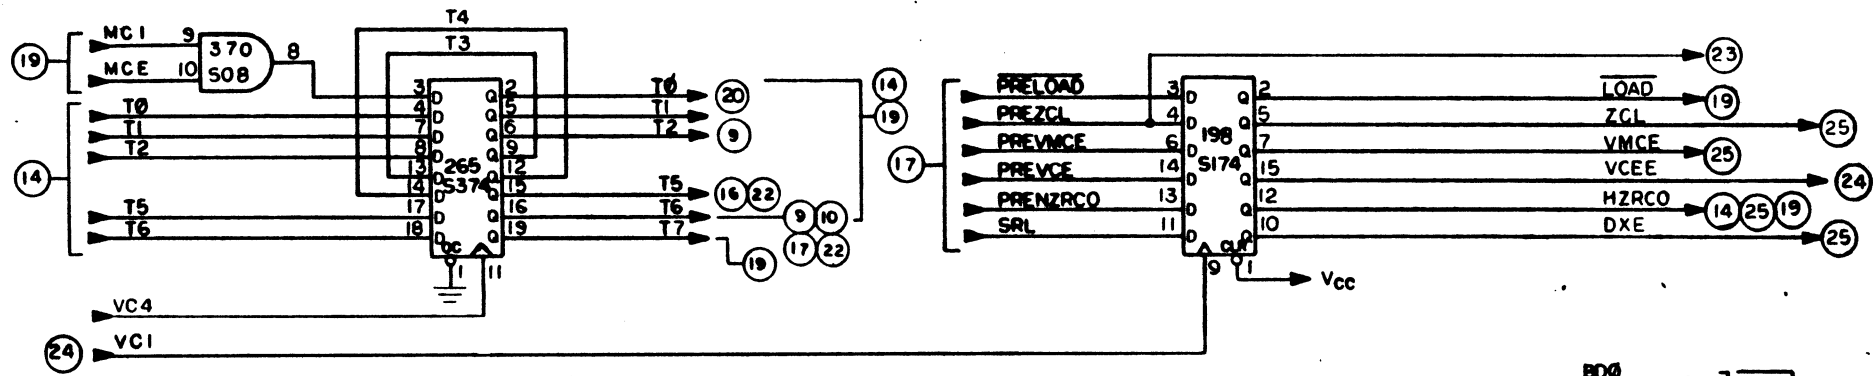 T4
T3
19 MC1 9 370 8
MCE 10 S08
3 D Q 2 TØ 20
14 TØ 4 D Q 5 T1
T1 7 D Q 6 T2 9
T2 8 D Q 9
13 D 265 Q 12
14 D S374 Q 15 T5 16 22
T5 17 D Q 16 T6 9 10
T6 18 D Q 19 T7 17 22
19
OC
1 11
14
19
VC4
24 VC1
23
17
PRELOAD 3 D Q 2 LOAD 19
PREZCL 4 D Q 5 ZCL 25
PREVMCE 6 D 198 Q 7 VMCE 25
PREVCE 14 D S174 Q 15 VCEE 24
PRENZRCO 13 D Q 12 HZRCO 14 25 19
SRL 11 D Q 10 DXE 25
CLR
9 1
VCC
BDØ